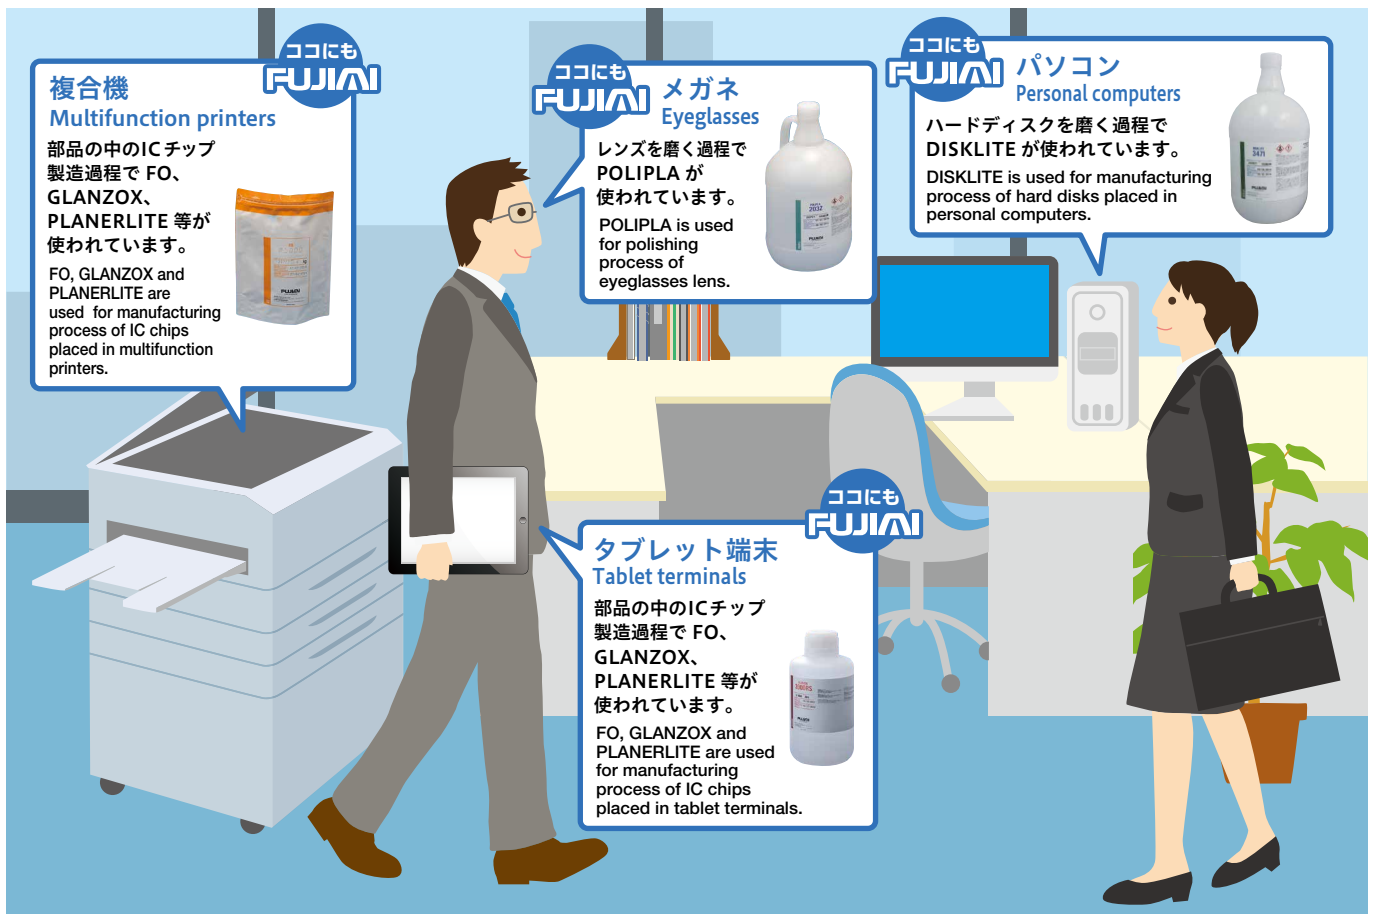 ココにも
FUJIMI
複合機
Multifunction printers
部品の中のICチップ
製造過程で FO、
GLANZOX、
PLANERLITE 等が
使われています。
FO, GLANZOX and
PLANERLITE are
used for manufacturing
process of IC chips
placed in multifunction
printers.
FUJIMI
ココにも
FUJIMI
メガネ
Eyeglasses
レンズを磨く過程で
POLIPLA が
使われています。
POLIPLA is used
for polishing
process of
eyeglasses lens.
2032
FUJIMI
ココにも
FUJIMI
パソコン
Personal computers
ハードディスクを磨く過程で
DISKLITE が使われています。
DISKLITE is used for manufacturing
process of hard disks placed in
personal computers.
3471
FUJIMI
ココにも
FUJIMI
タブレット端末
Tablet terminals
部品の中のICチップ
製造過程で FO、
GLANZOX、
PLANERLITE 等が
使われています。
FO, GLANZOX and
PLANERLITE are used
for manufacturing
process of IC chips
placed in tablet terminals.
FUJIMI